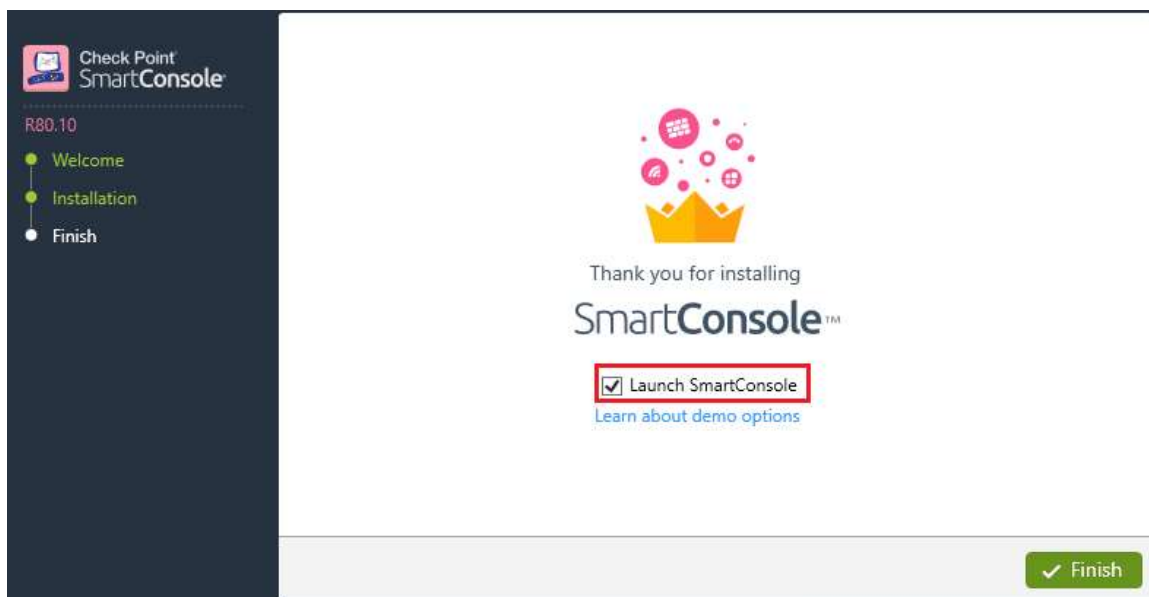 Check Point
SmartConsole
R80.10
Welcome
Installation
Finish
Thank you for installing
SmartConsole™
Launch SmartConsole
Learn about demo options
Finish